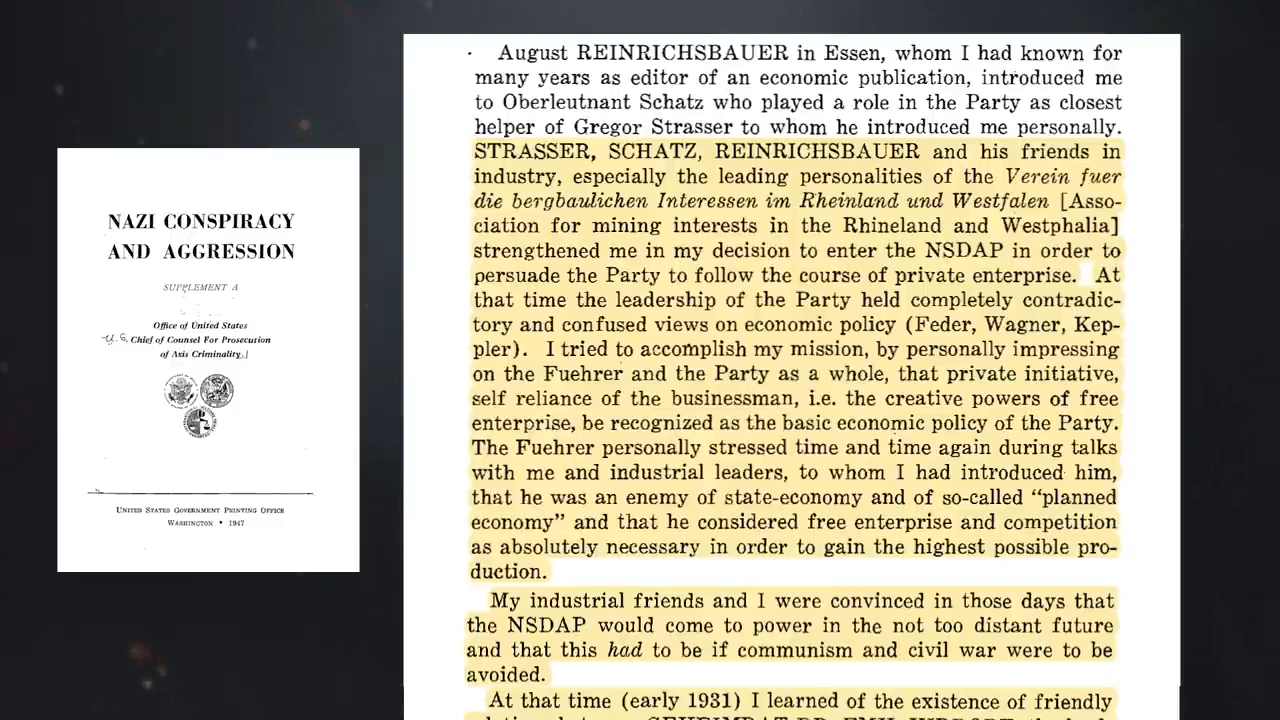 NAZI CONSPIRACY
AND AGGRESSION
SUPPLEMENT A
Office of United States
U.S. Chief of Counsel For Prosecution
of Axis Criminality
UNITED STATES GOVERNMENT PRINTING OFFICE
WASHINGTON • 1947
August REINRICHSBAUER in Essen, whom I had known for
many years as editor of an economic publication, introduced me
to Oberleutnant Schatz who played a role in the Party as closest
helper of Gregor Strasser to whom he introduced me personally.
STRASSER, SCHATZ, REINRICHSBAUER and his friends in
industry, especially the leading personalities of the Verein fuer
die bergbaulichen Interessen im Rheinland und Westfalen [Asso-
ciation for mining interests in the Rhineland and Westphalia]
strengthened me in my decision to enter the NSDAP in order to
persuade the Party to follow the course of private enterprise. At
that time the leadership of the Party held completely contradic-
tory and confused views on economic policy (Feder, Wagner, Kep-
pler). I tried to accomplish my mission, by personally impressing
on the Fuehrer and the Party as a whole, that private initiative,
self reliance of the businessman, i.e. the creative powers of free
enterprise, be recognized as the basic economic policy of the Party.
The Fuehrer personally stressed time and time again during talks
with me and industrial leaders, to whom I had introduced him,
that he was an enemy of state-economy and of so-called “planned
economy” and that he considered free enterprise and competition
as absolutely necessary in order to gain the highest possible pro-
duction.
My industrial friends and I were convinced in those days that
the NSDAP would come to power in the not too distant future
and that this had to be if communism and civil war were to be
avoided.
At that time (early 1931) I learned of the existence of friendly